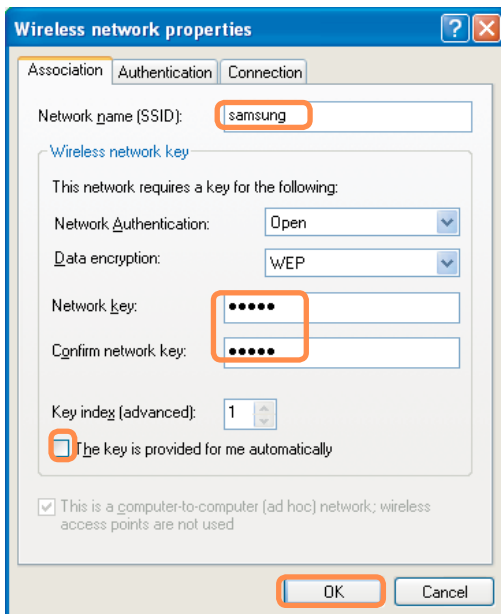 Wireless network properties
Association Authentication Connection
Network name (SSID): samsung
Wireless network key
This network requires a key for the following:
Network Authentication: Open
Data encryption: WEP
Network key: •••••
Confirm network key: •••••
Key index (advanced): 1
The key is provided for me automatically
This is a computer-to-computer (ad hoc) network; wireless
access points are not used
OK Cancel